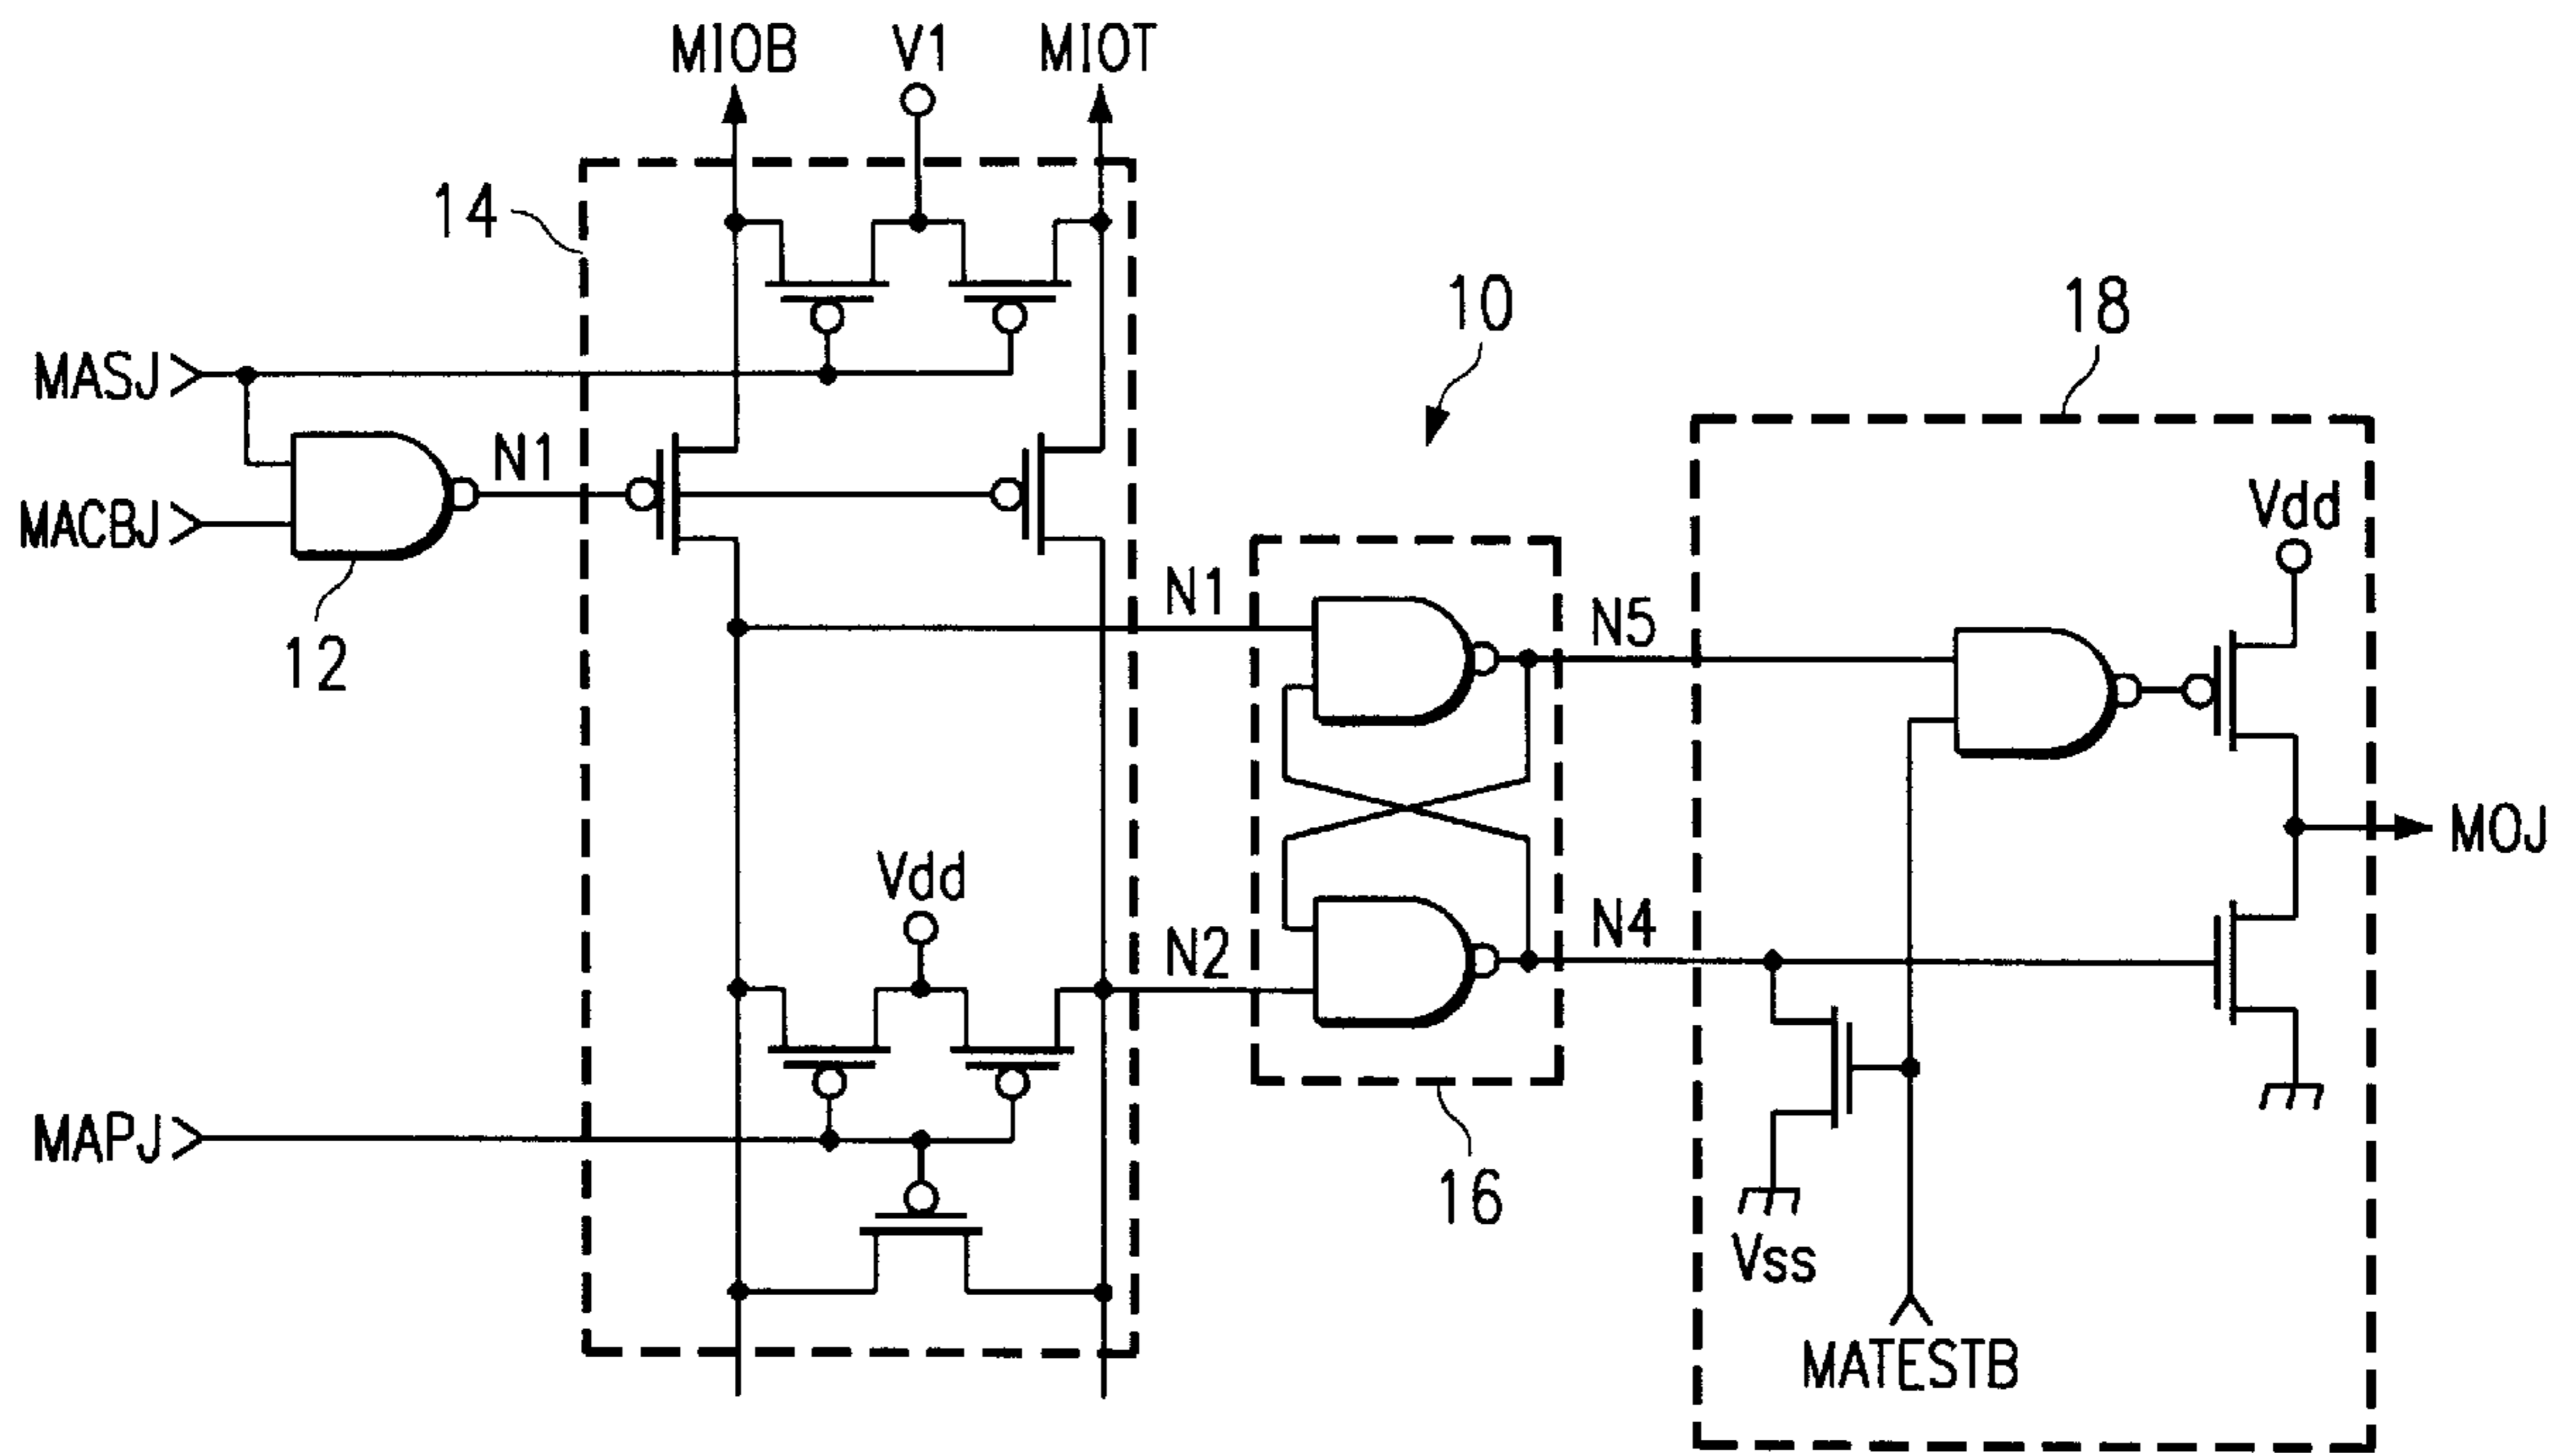 MIOB V1 MIOT
14
10
18
MASJ
N1
MACBJ
Vdd
12
N1
N5
MOJ
Vdd
N2
N4
MAPJ
16
Vss
MATESTB